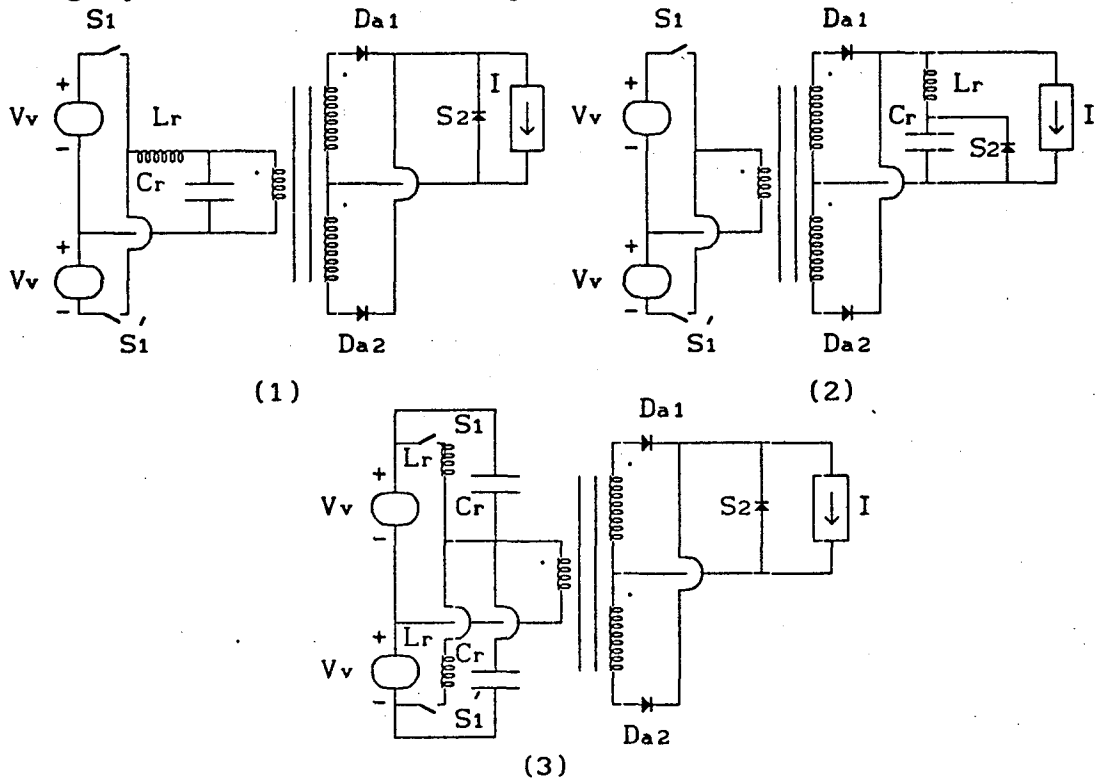 S1
Da1
+
Vv
-
Lr
Cr
S2
I
+
Vv
-
S1'
Da2
(1)
S1
Da1
+
Vv
-
Lr
Cr
S2
I
+
Vv
-
S1'
Da2
(2)
S1
Da1
Lr
+
Vv
-
Cr
S2
I
+
Lr
Cr
Vv
-
S1'
Da2
(3)